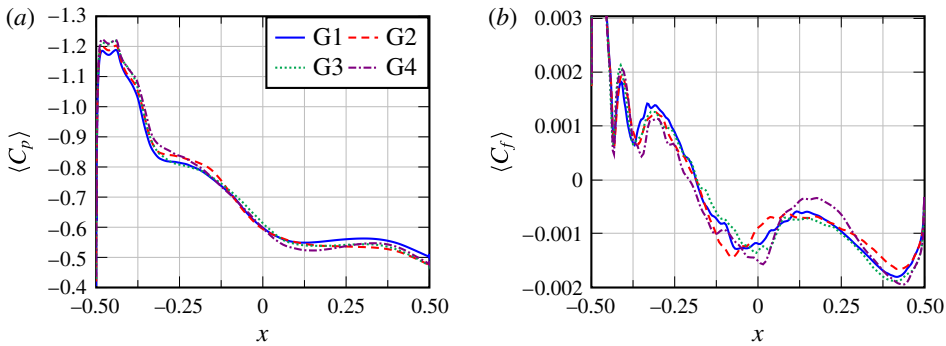 (a)
–1.3
–1.2
–1.1
–1.0
–0.9
–0.8
–0.7
–0.6
–0.5
–0.4
⟨Cp⟩
G1 G2
G3 G4
–0.50 –0.25 0 0.25 0.50
x
(b)
0.003
0.002
0.001
0
–0.001
–0.002
⟨Cf⟩
–0.50 –0.25 0 0.25 0.50
x